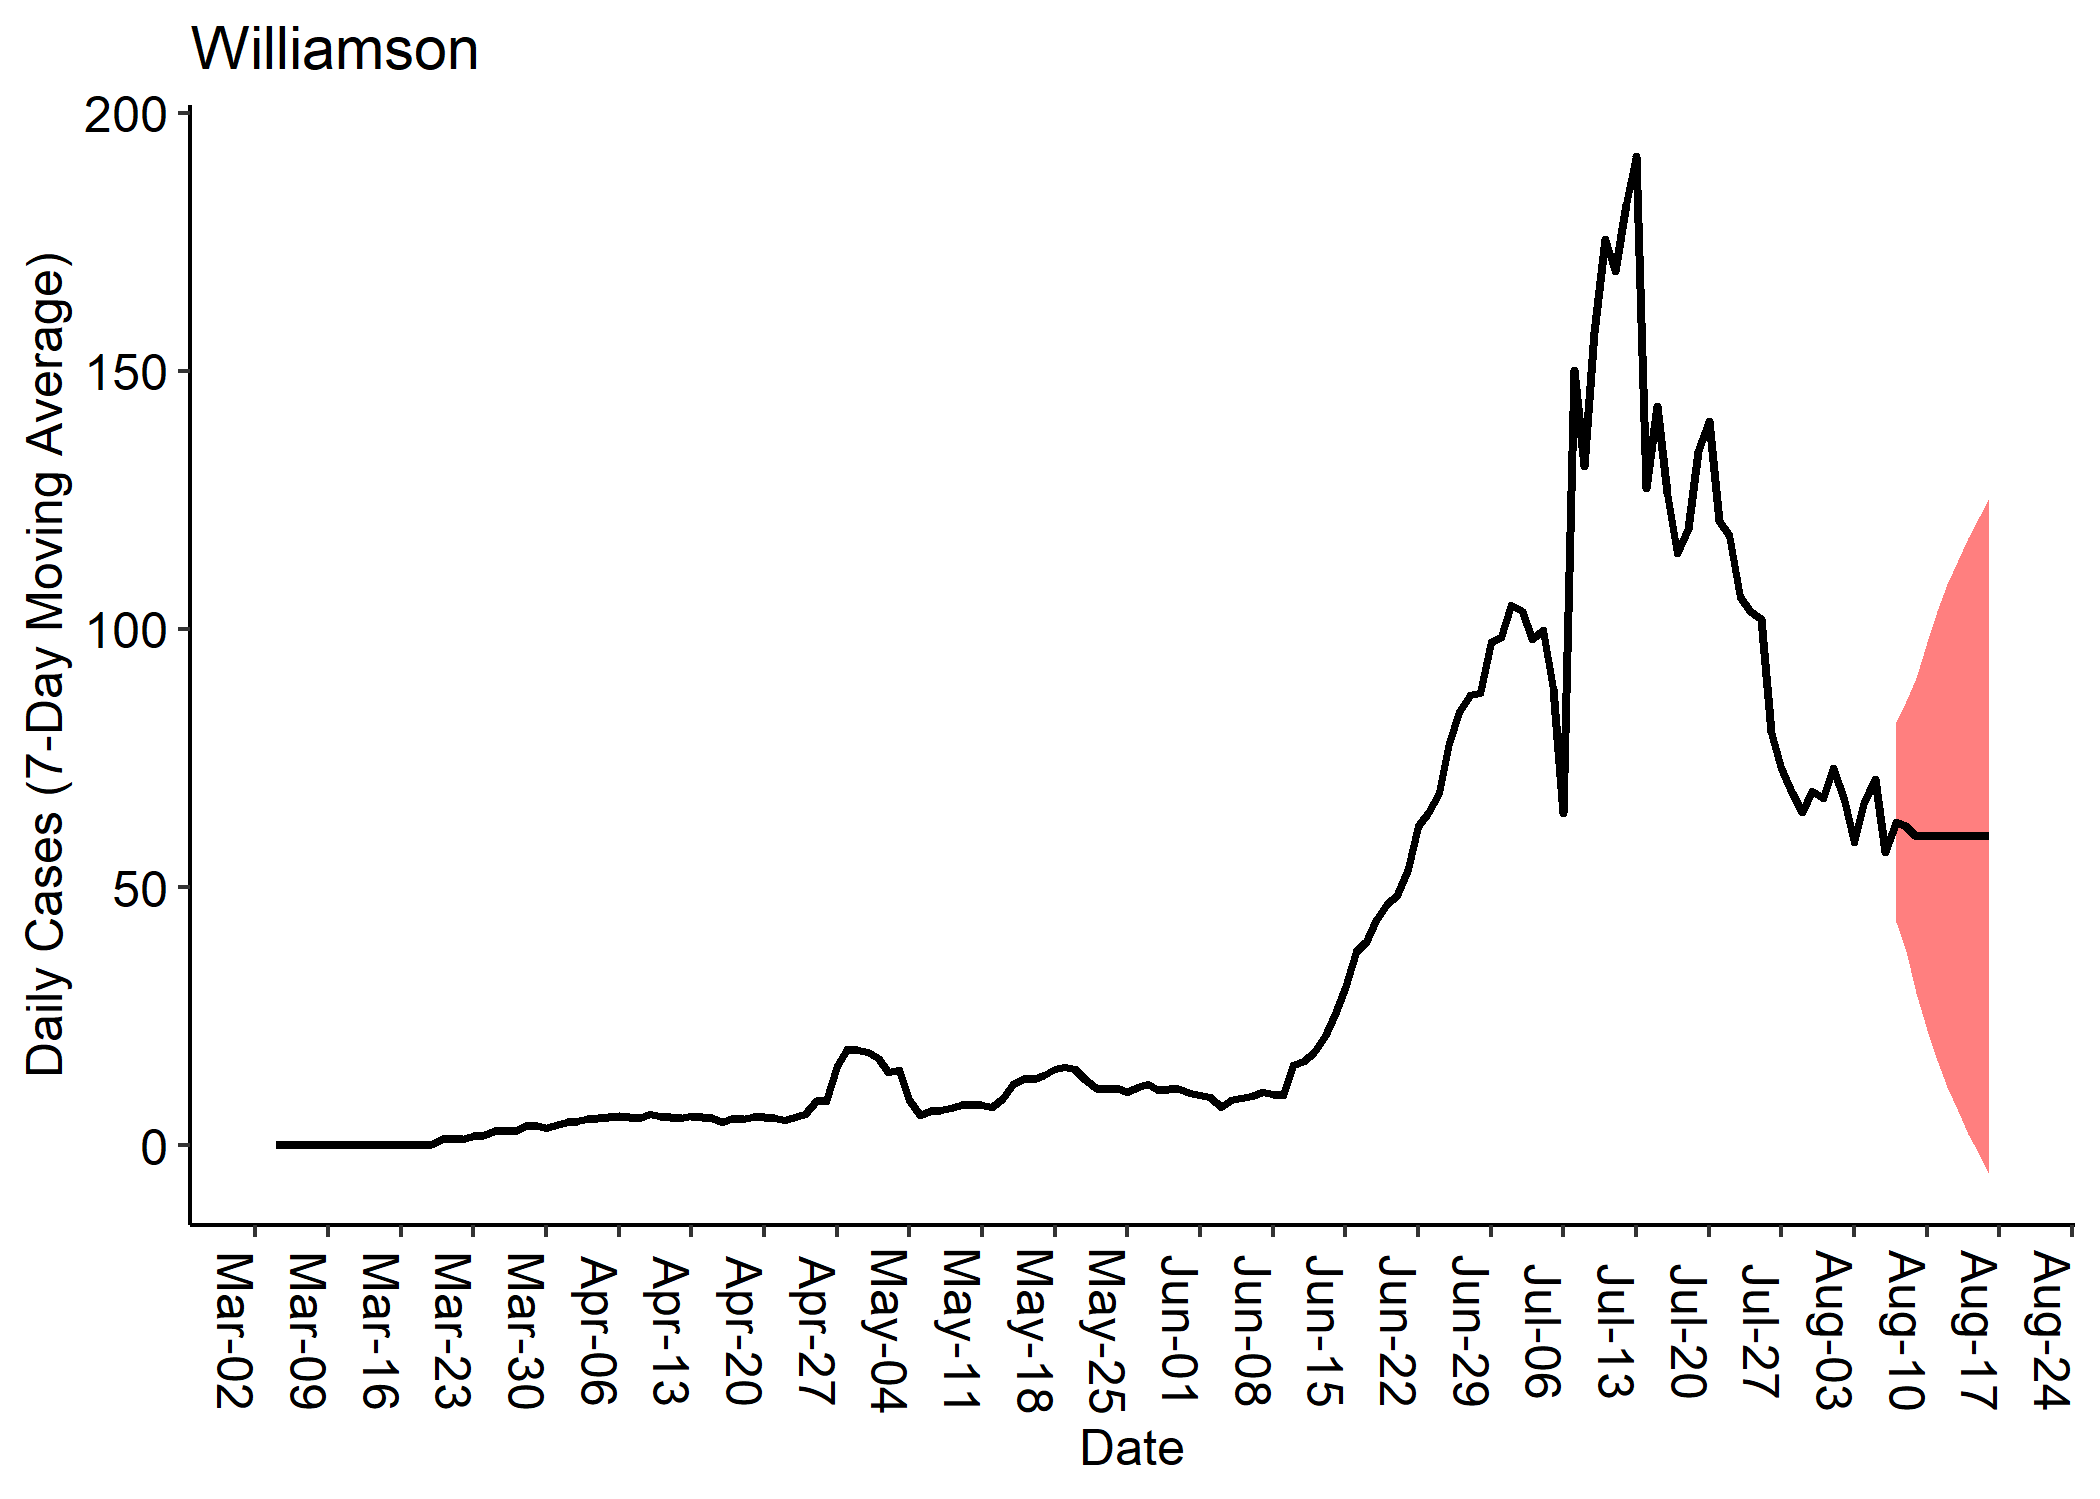 Williamson
Daily Cases (7-Day Moving Average)
200
150
100
50
0
Mar-02
Mar-09
Mar-16
Mar-23
Mar-30
Apr-06
Apr-13
Apr-20
Apr-27
May-04
May-11
May-18
May-25
Jun-01
Jun-08
Jun-15
Jun-22
Jun-29
Jul-06
Jul-13
Jul-20
Jul-27
Aug-03
Aug-10
Aug-17
Aug-24
Date